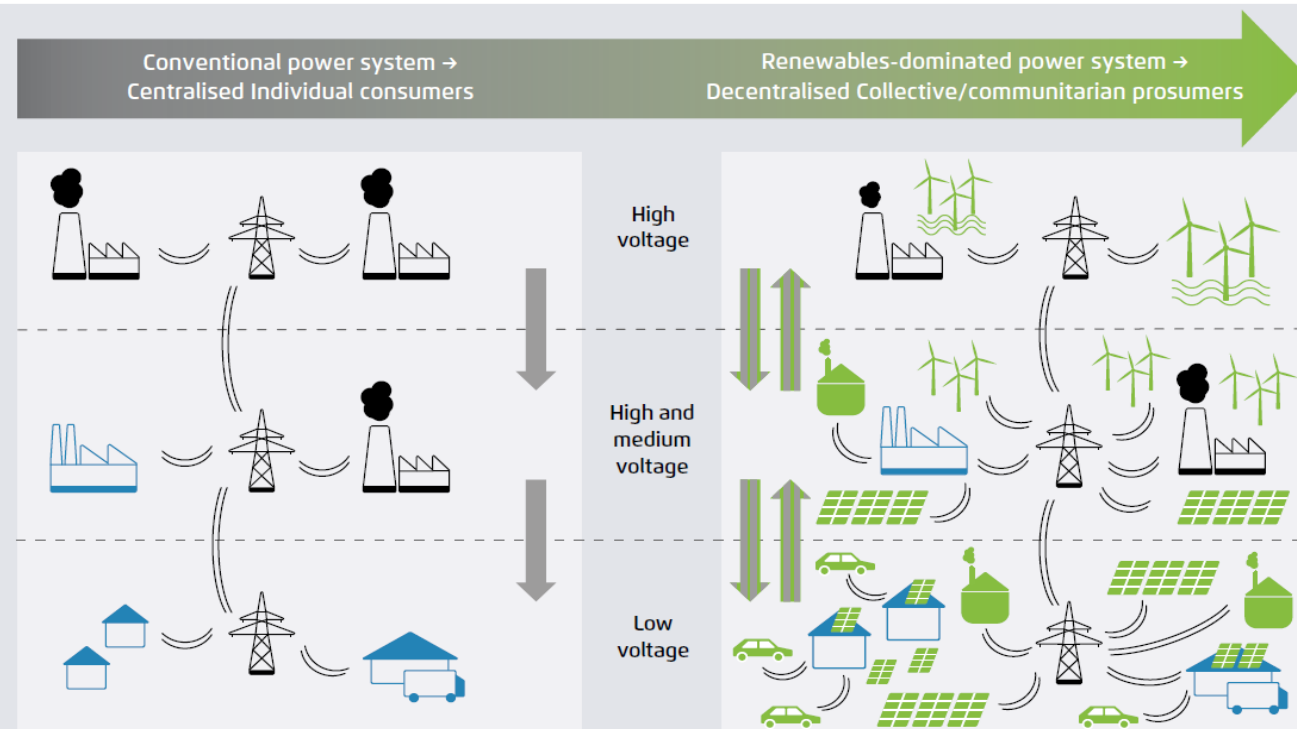 Conventional power system →
Centralised Individual consumers
Renewables-dominated power system →
Decentralised Collective/communitarian prosumers
High
voltage
High and
medium
voltage
Low
voltage